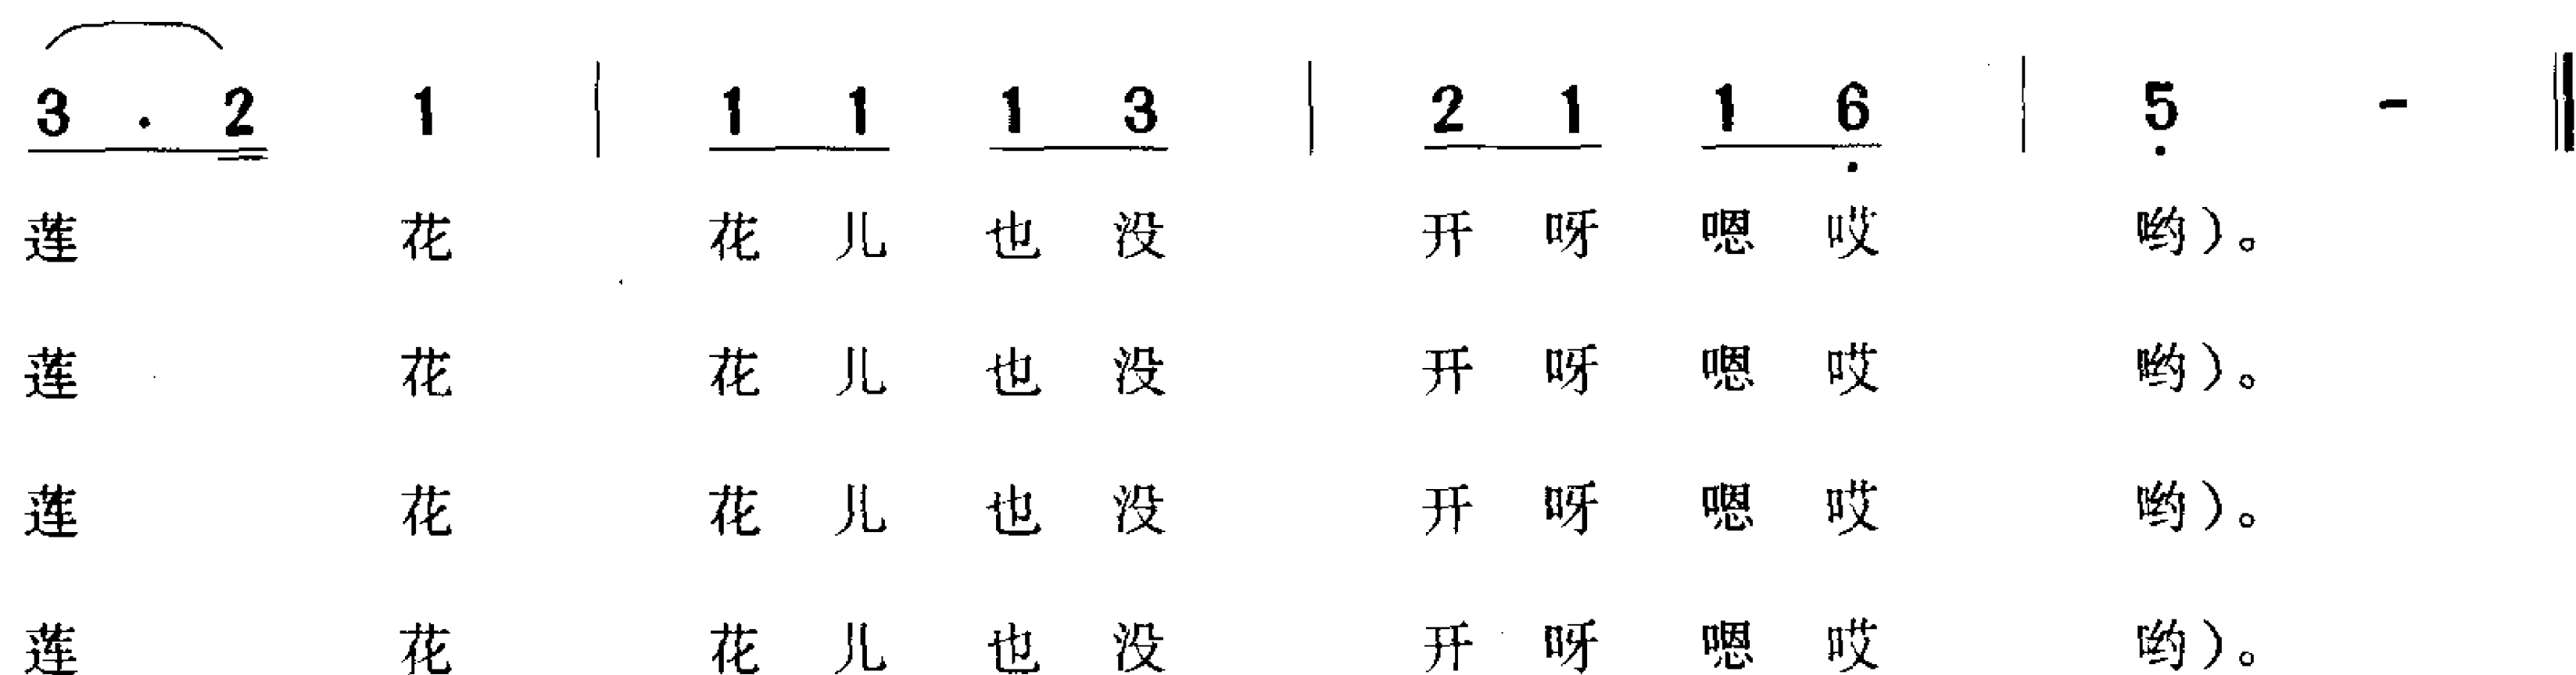 3 . 2 1 | 1 1 1 3 | 2 1 1 6 | 5 - ‖
莲 花 花 儿 也 没 开 呀 嗯 哎 哟）。
莲 花 花 儿 也 没 开 呀 嗯 哎 哟）。
莲 花 花 儿 也 没 开 呀 嗯 哎 哟）。
莲 花 花 儿 也 没 开 呀 嗯 哎 哟）。